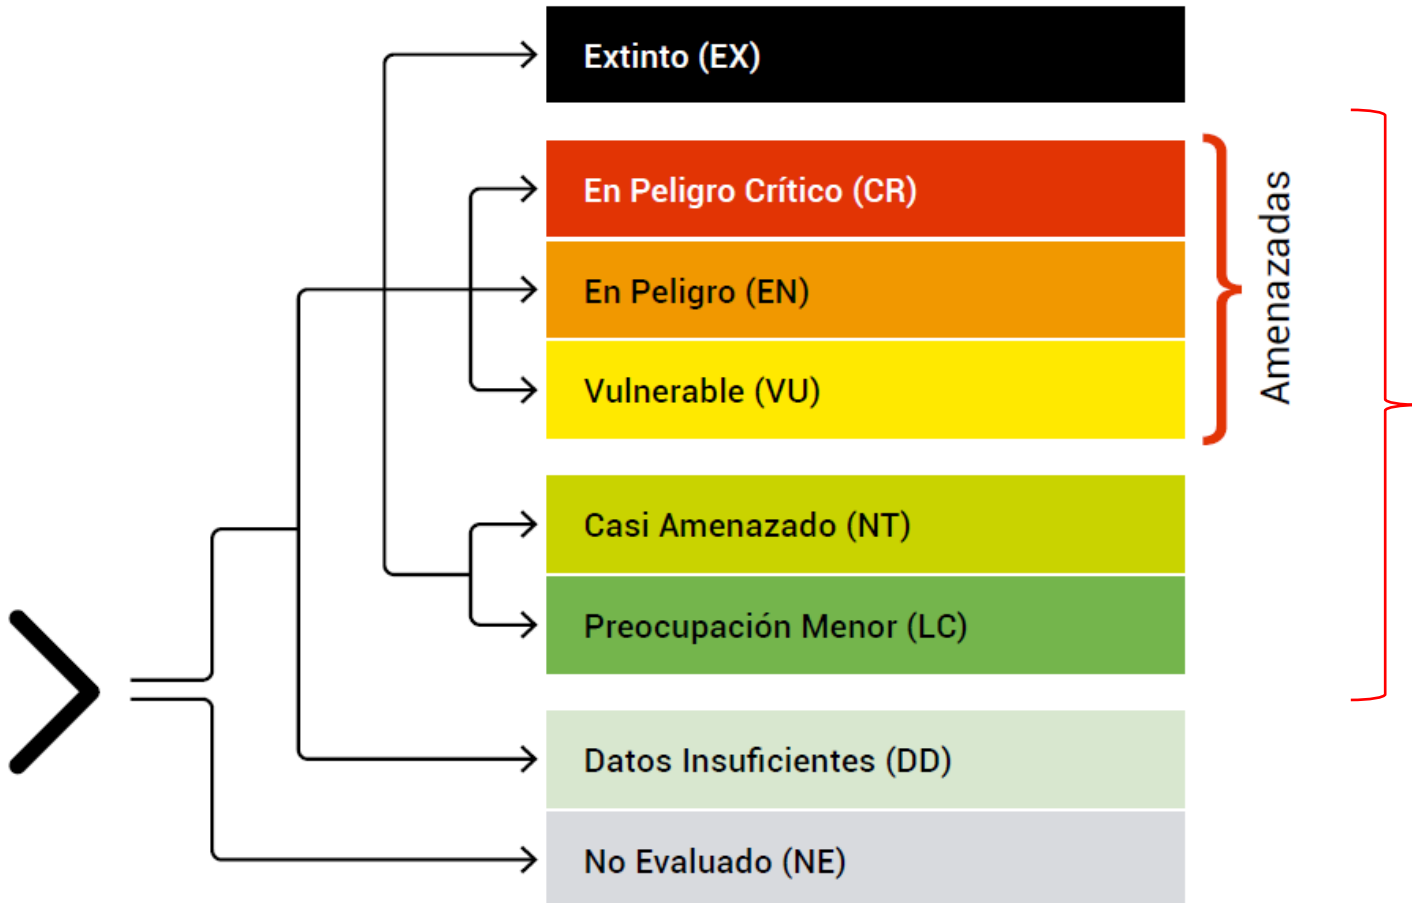 Extinto (EX)
En Peligro Crítico (CR)
En Peligro (EN)
Vulnerable (VU)
Amenazadas
Casi Amenazado (NT)
Preocupación Menor (LC)
Datos Insuficientes (DD)
No Evaluado (NE)